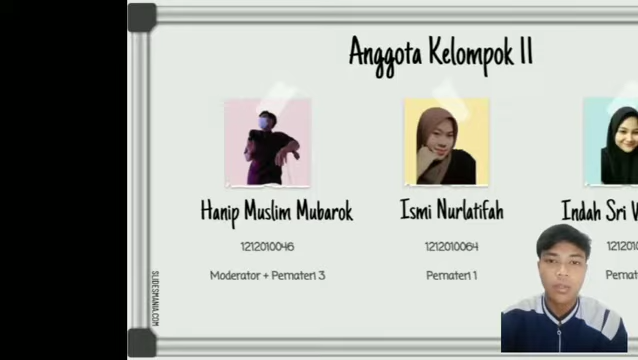 Anggota Kelompok II
Hanip Muslim Mubarok
1212010046
Moderator + Pemateri 3
Ismi Nurlatifah
1212010064
Pemateri 1
Indah Sri
SLIDESMANIA.COM